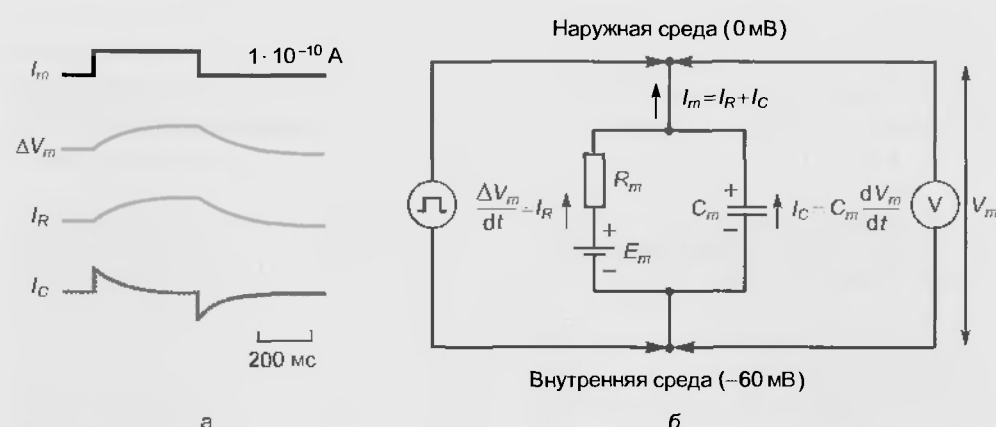 I_m
1 · 10⁻¹⁰ А
ΔV_m
I_R
I_C
200 мс
а
Наружная среда (0 мВ)
I_m = I_R + I_C
ΔV_m/dt = I_R
R_m
+
E_m
–
+
C_m
–
I_C = C_m dV_m/dt
V
V_m
Внутренняя среда (–60 мВ)
б